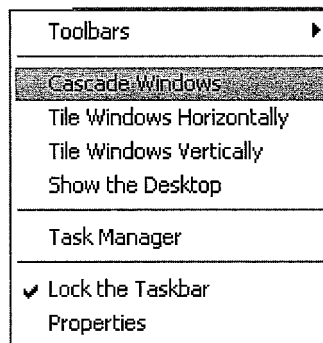 Toolbars
Cascade Windows
Tile Windows Horizontally
Tile Windows Vertically
Show the Desktop
Task Manager
Lock the Taskbar
Properties